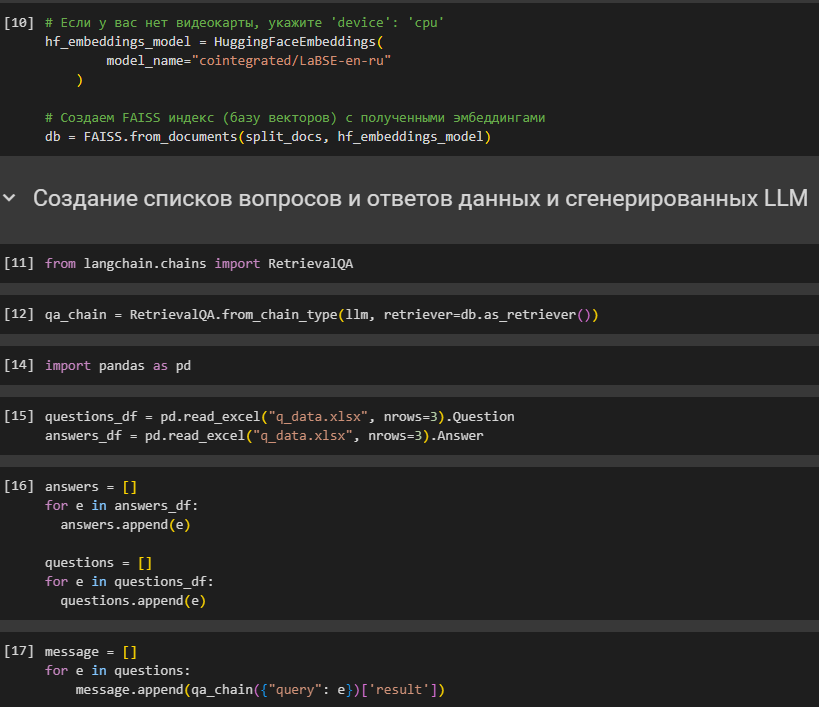 [10] # Если у вас нет видеокарты, укажите 'device': 'cpu'
hf_embeddings_model = HuggingFaceEmbeddings(
        model_name="cointegrated/LaBSE-en-ru"
    )
# Создаем FAISS индекс (базу векторов) с полученными эмбеддингами
db = FAISS.from_documents(split_docs, hf_embeddings_model)
Создание списков вопросов и ответов данных и сгенерированных LLM
[11] from langchain.chains import RetrievalQA
[12] qa_chain = RetrievalQA.from_chain_type(llm, retriever=db.as_retriever())
[14] import pandas as pd
[15] questions_df = pd.read_excel("q_data.xlsx", nrows=3).Question
answers_df = pd.read_excel("q_data.xlsx", nrows=3).Answer
[16] answers = []
for e in answers_df:
  answers.append(e)
questions = []
for e in questions_df:
  questions.append(e)
[17] message = []
for e in questions:
    message.append(qa_chain({"query": e})['result'])